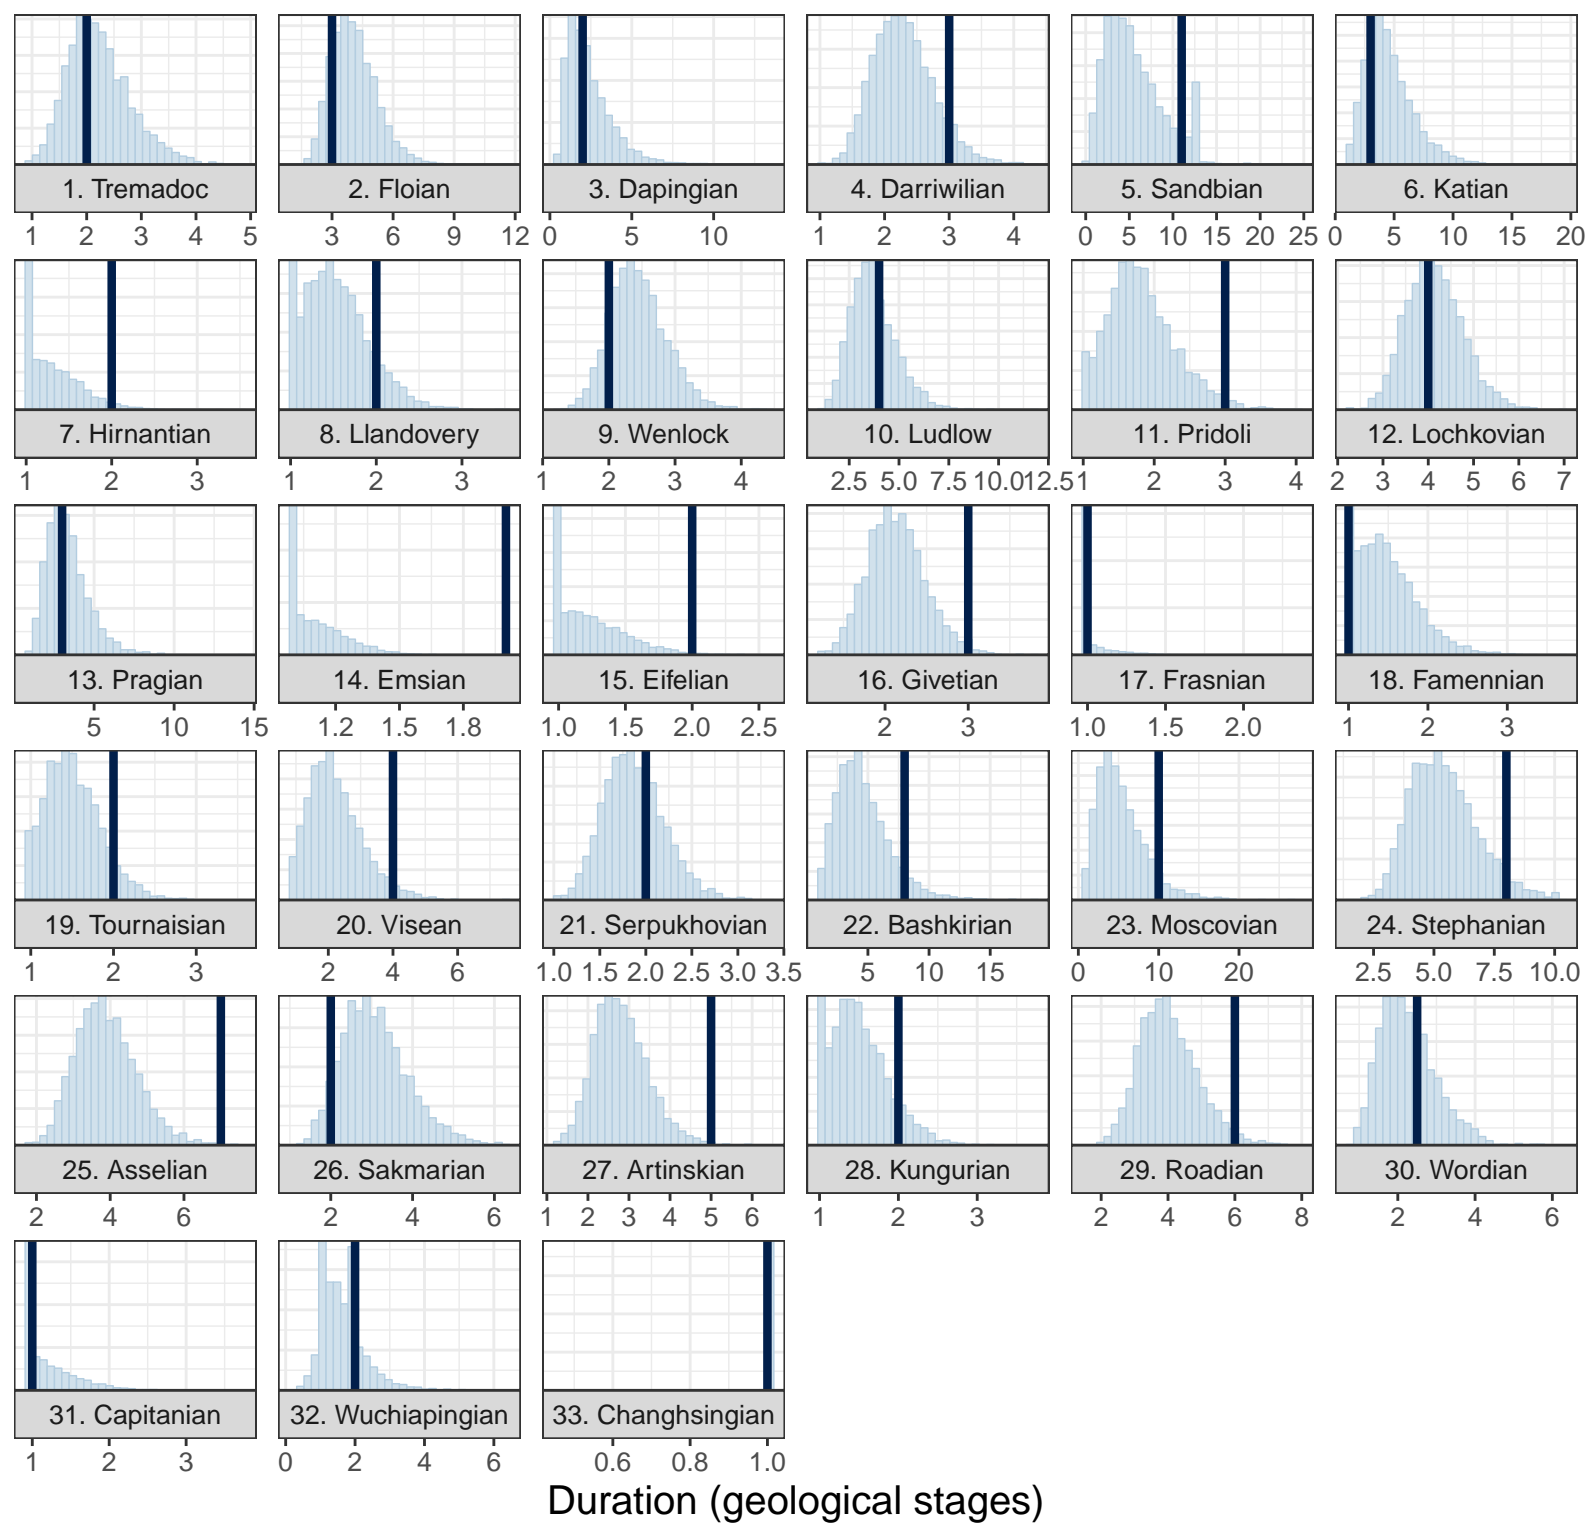 1. Tremadoc 2. Floian 3. Dapingian 4. Darriwilian 5. Sandbian 6. Katian
1 2 3 4 5 3 6 9 12 0 5 10 1 2 3 4 0 5 10 15 20 25 0 5 10 15 20
7. Hirnantian 8. Llandovery 9. Wenlock 10. Ludlow 11. Pridoli 12. Lochkovian
1 2 3 1 2 3 1 2 3 4 2.5 5.0 7.5 10.0 12.5 1 2 3 4 2 3 4 5 6 7
13. Pragian 14. Emsian 15. Eifelian 16. Givetian 17. Frasnian 18. Famennian
5 10 15 1.2 1.5 1.8 1.0 1.5 2.0 2.5 2 3 1.0 1.5 2.0 1 2 3
19. Tournaisian 20. Visean 21. Serpukhovian 22. Bashkirian 23. Moscovian 24. Stephanian
1 2 3 2 4 6 1.0 1.5 2.0 2.5 3.0 3.5 5 10 15 0 10 20 2.5 5.0 7.5 10.0
25. Asselian 26. Sakmarian 27. Artinskian 28. Kungurian 29. Roadian 30. Wordian
2 4 6 2 4 6 1 2 3 4 5 6 1 2 3 2 4 6 8 2 4 6
31. Capitanian 32. Wuchiapingian 33. Changhsingian
1 2 3 0 2 4 6 0.6 0.8 1.0
Duration (geological stages)